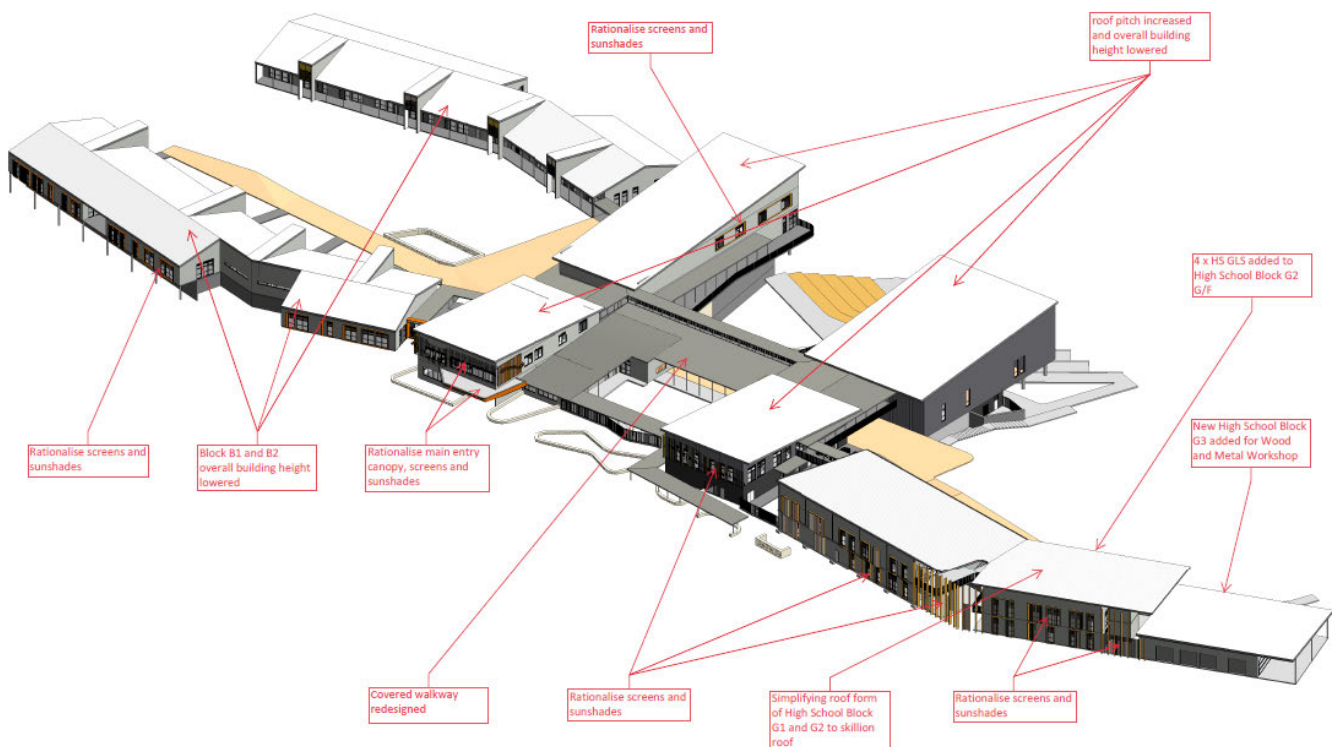 Rationalise screens and
sunshades
roof pitch increased
and overall building
height lowered
4 x HS GLS added to
High School Block G2
G/F
New High School Block
G3 added for Wood
and Metal Workshop
Rationalise screens and
sunshades
Block B1 and B2
overall building height
lowered
Rationalise main entry
canopy, screens and
sunshades
Covered walkway
redesigned
Rationalise screens and
sunshades
Simplifying roof form
of High School Block
G1 and G2 to skillion
roof
Rationalise screens and
sunshades